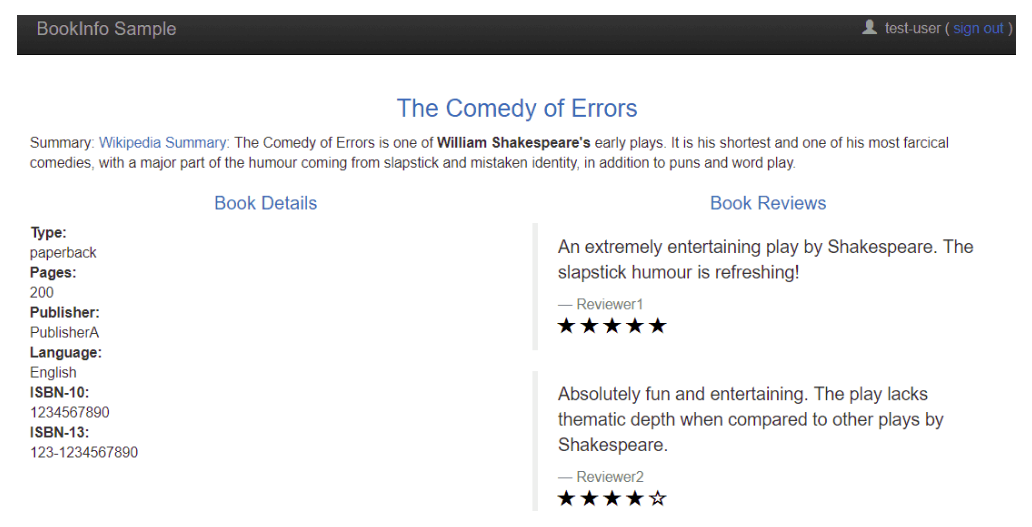 BookInfo Sample
test-user ( sign out )
The Comedy of Errors
Summary: Wikipedia Summary: The Comedy of Errors is one of William Shakespeare's early plays. It is his shortest and one of his most farcical
comedies, with a major part of the humour coming from slapstick and mistaken identity, in addition to puns and word play.
Book Details
Type:
paperback
Pages:
200
Publisher:
PublisherA
Language:
English
ISBN-10:
1234567890
ISBN-13:
123-1234567890
Book Reviews
An extremely entertaining play by Shakespeare. The
slapstick humour is refreshing!
— Reviewer1
★★★★★
Absolutely fun and entertaining. The play lacks
thematic depth when compared to other plays by
Shakespeare.
— Reviewer2
★★★★☆